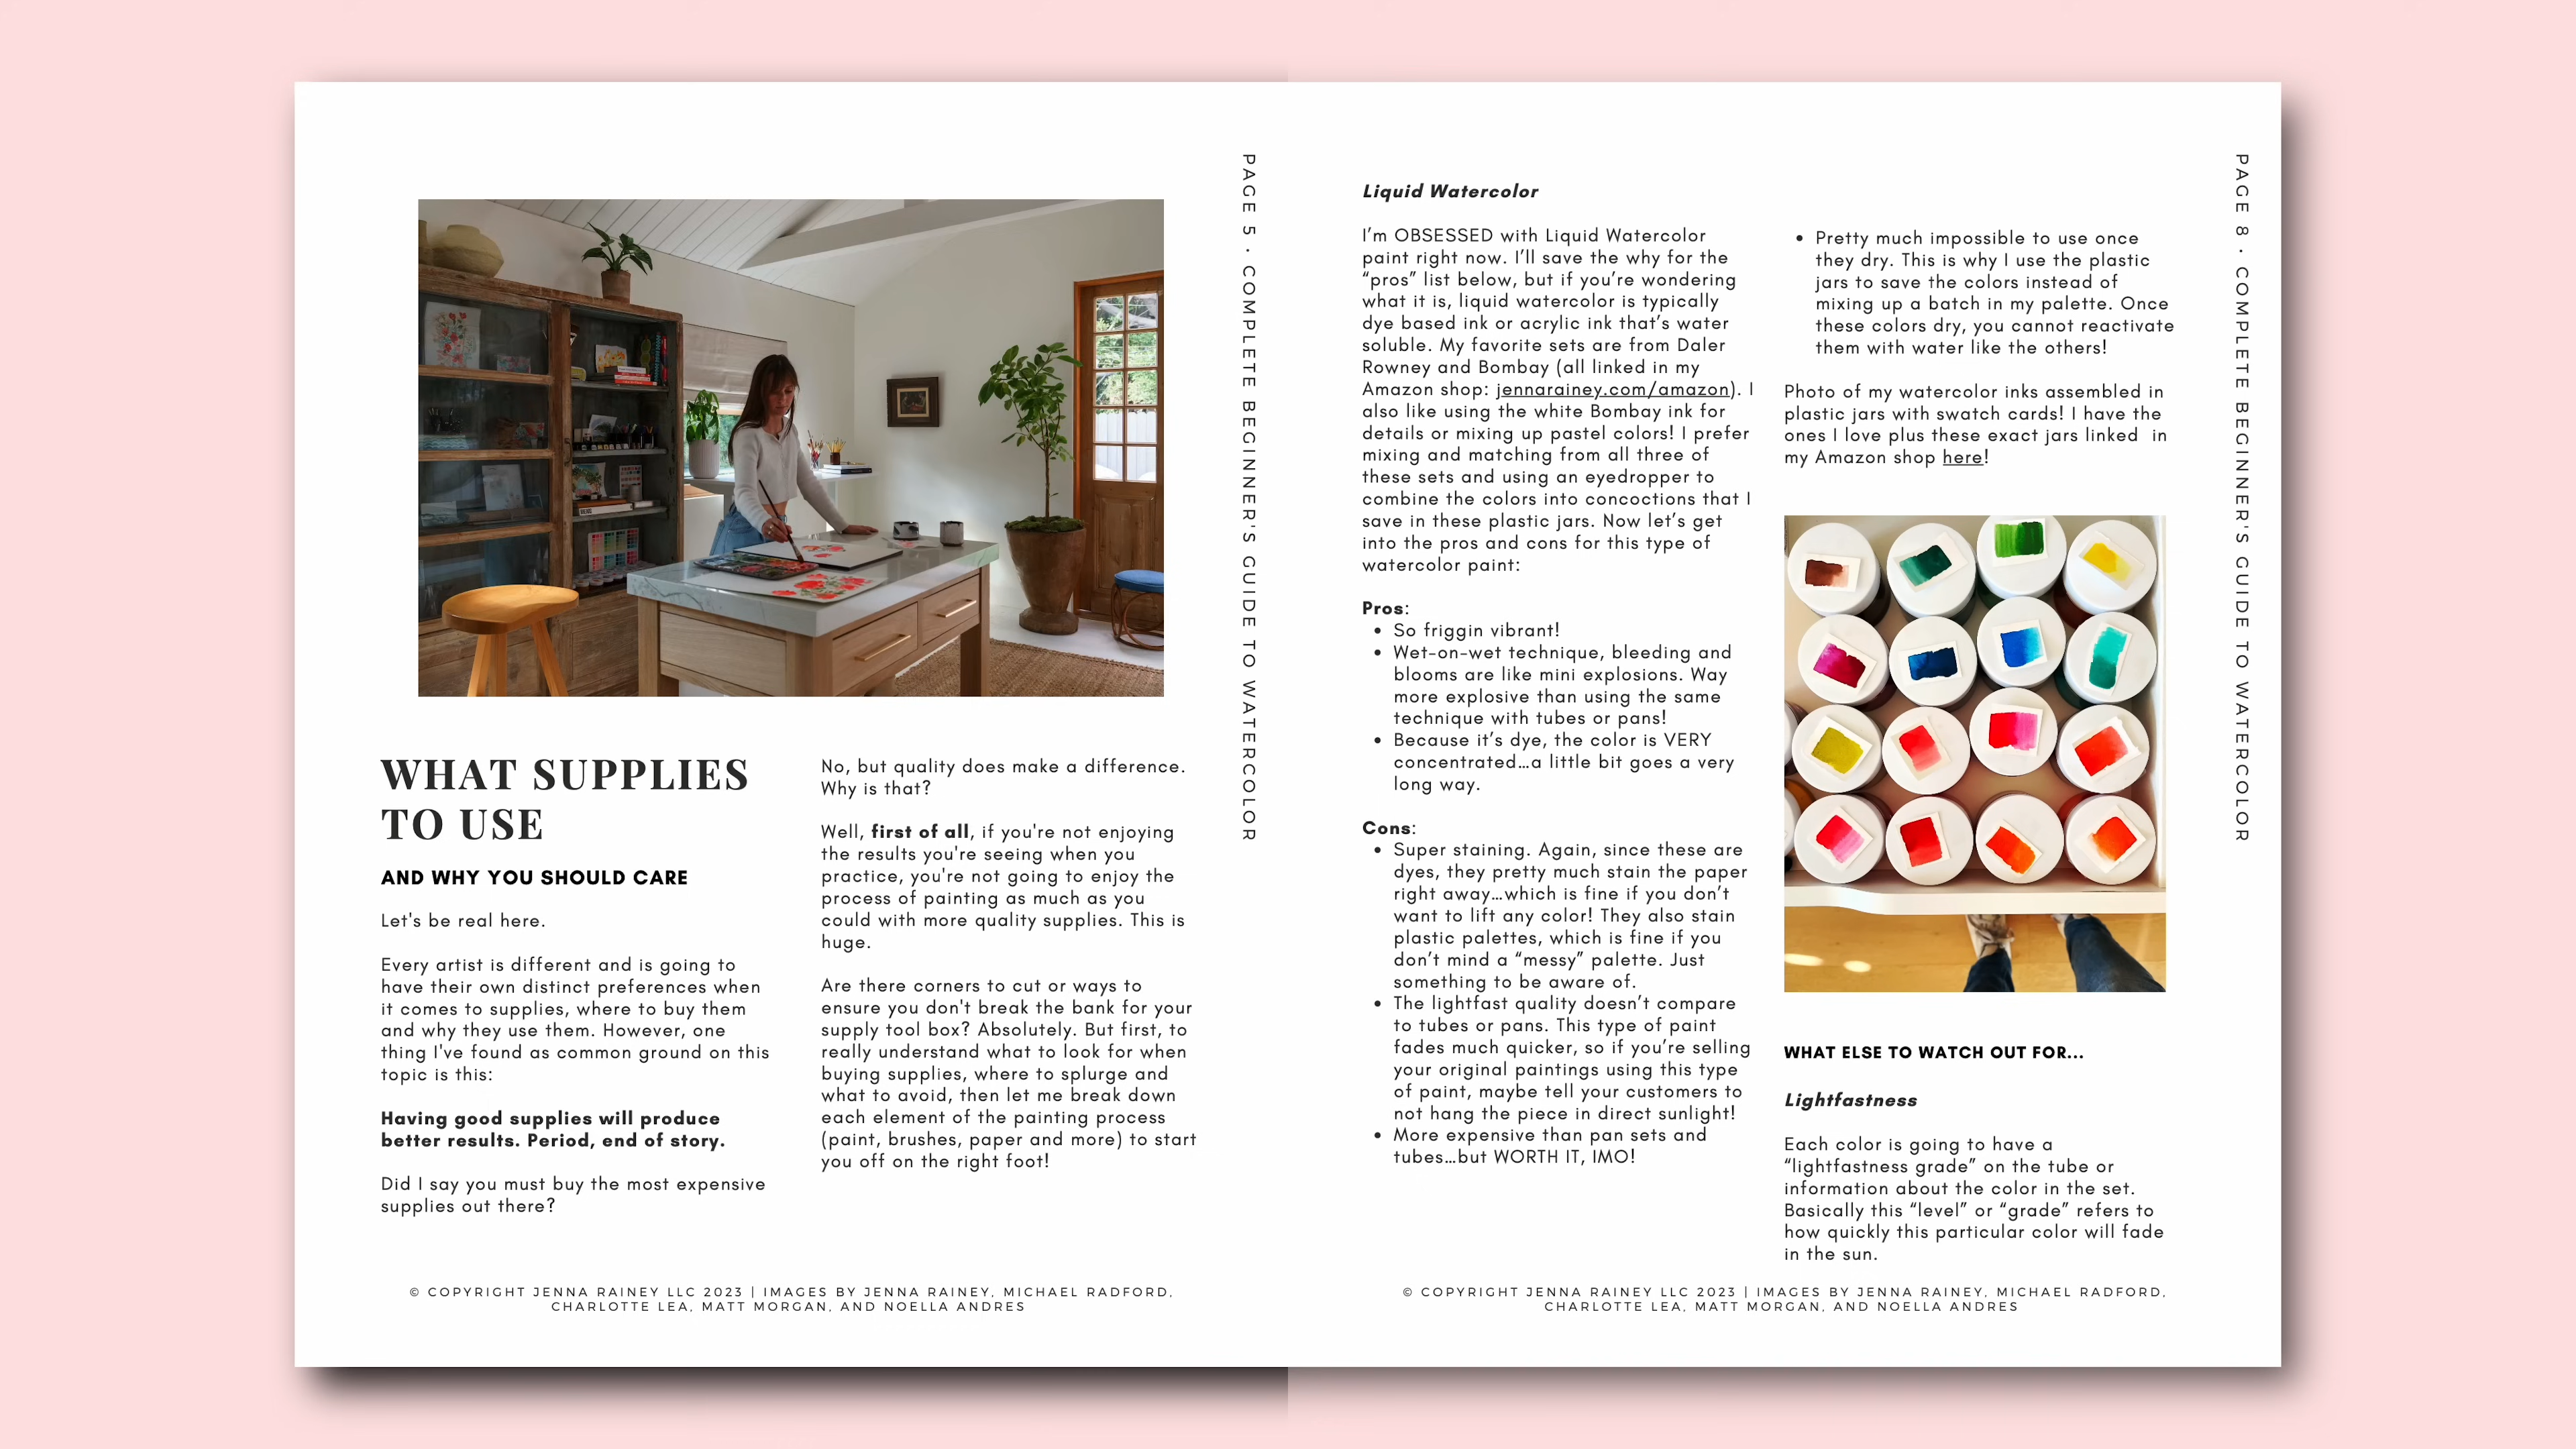 WHAT SUPPLIES
TO USE
AND WHY YOU SHOULD CARE
Let's be real here.
Every artist is different and is going to
have their own distinct preferences when
it comes to supplies, where to buy them
and why they use them. However, one
thing I've found as common ground on this
topic is this:
Having good supplies will produce
better results. Period, end of story.
Did I say you must buy the most expensive
supplies out there?
No, but quality does make a difference.
Why is that?
Well, first of all, if you're not enjoying
the results you're seeing when you
practice, you're not going to enjoy the
process of painting as much as you
could with more quality supplies. This is
huge.
Are there corners to cut or ways to
ensure you don't break the bank for your
supply tool box? Absolutely. But first, to
really understand what to look for when
buying supplies, where to splurge and
what to avoid, then let me break down
each element of the painting process
(paint, brushes, paper and more) to start
you off on the right foot!
© COPYRIGHT JENNA RAINEY LLC 2023 | IMAGES BY JENNA RAINEY, MICHAEL RADFORD,
CHARLOTTE LEA, MATT MORGAN, AND NOELLA ANDRES
PAGE 5 · COMPLETE BEGINNER'S GUIDE TO WATERCOLOR
Liquid Watercolor
I’m OBSESSED with Liquid Watercolor
paint right now. I’ll save the why for the
“pros” list below, but if you’re wondering
what it is, liquid watercolor is typically
dye based ink or acrylic ink that’s water
soluble. My favorite sets are from Daler
Rowney and Bombay (all linked in my
Amazon shop: jennarainey.com/amazon). I
also like using the white Bombay ink for
details or mixing up pastel colors! I prefer
mixing and matching from all three of
these sets and using an eyedropper to
combine the colors into concoctions that I
save in these plastic jars. Now let’s get
into the pros and cons for this type of
watercolor paint:
Pros:
• So friggin vibrant!
• Wet-on-wet technique, bleeding and
blooms are like mini explosions. Way
more explosive than using the same
technique with tubes or pans!
• Because it’s dye, the color is VERY
concentrated…a little bit goes a very
long way.
Cons:
• Super staining. Again, since these are
dyes, they pretty much stain the paper
right away…which is fine if you don’t
want to lift any color! They also stain
plastic palettes, which is fine if you
don’t mind a “messy” palette. Just
something to be aware of.
• The lightfast quality doesn’t compare
to tubes or pans. This type of paint
fades much quicker, so if you’re selling
your original paintings using this type
of paint, maybe tell your customers to
not hang the piece in direct sunlight!
• More expensive than pan sets and
tubes…but WORTH IT, IMO!
• Pretty much impossible to use once
they dry. This is why I use the plastic
jars to save the colors instead of
mixing up a batch in my palette. Once
these colors dry, you cannot reactivate
them with water like the others!
Photo of my watercolor inks assembled in
plastic jars with swatch cards! I have the
ones I love plus these exact jars linked  in
my Amazon shop here!
WHAT ELSE TO WATCH OUT FOR...
Lightfastness
Each color is going to have a
“lightfastness grade” on the tube or
information about the color in the set.
Basically this “level” or “grade” refers to
how quickly this particular color will fade
in the sun.
© COPYRIGHT JENNA RAINEY LLC 2023 | IMAGES BY JENNA RAINEY, MICHAEL RADFORD,
CHARLOTTE LEA, MATT MORGAN, AND NOELLA ANDRES
PAGE 8 · COMPLETE BEGINNER'S GUIDE TO WATERCOLOR